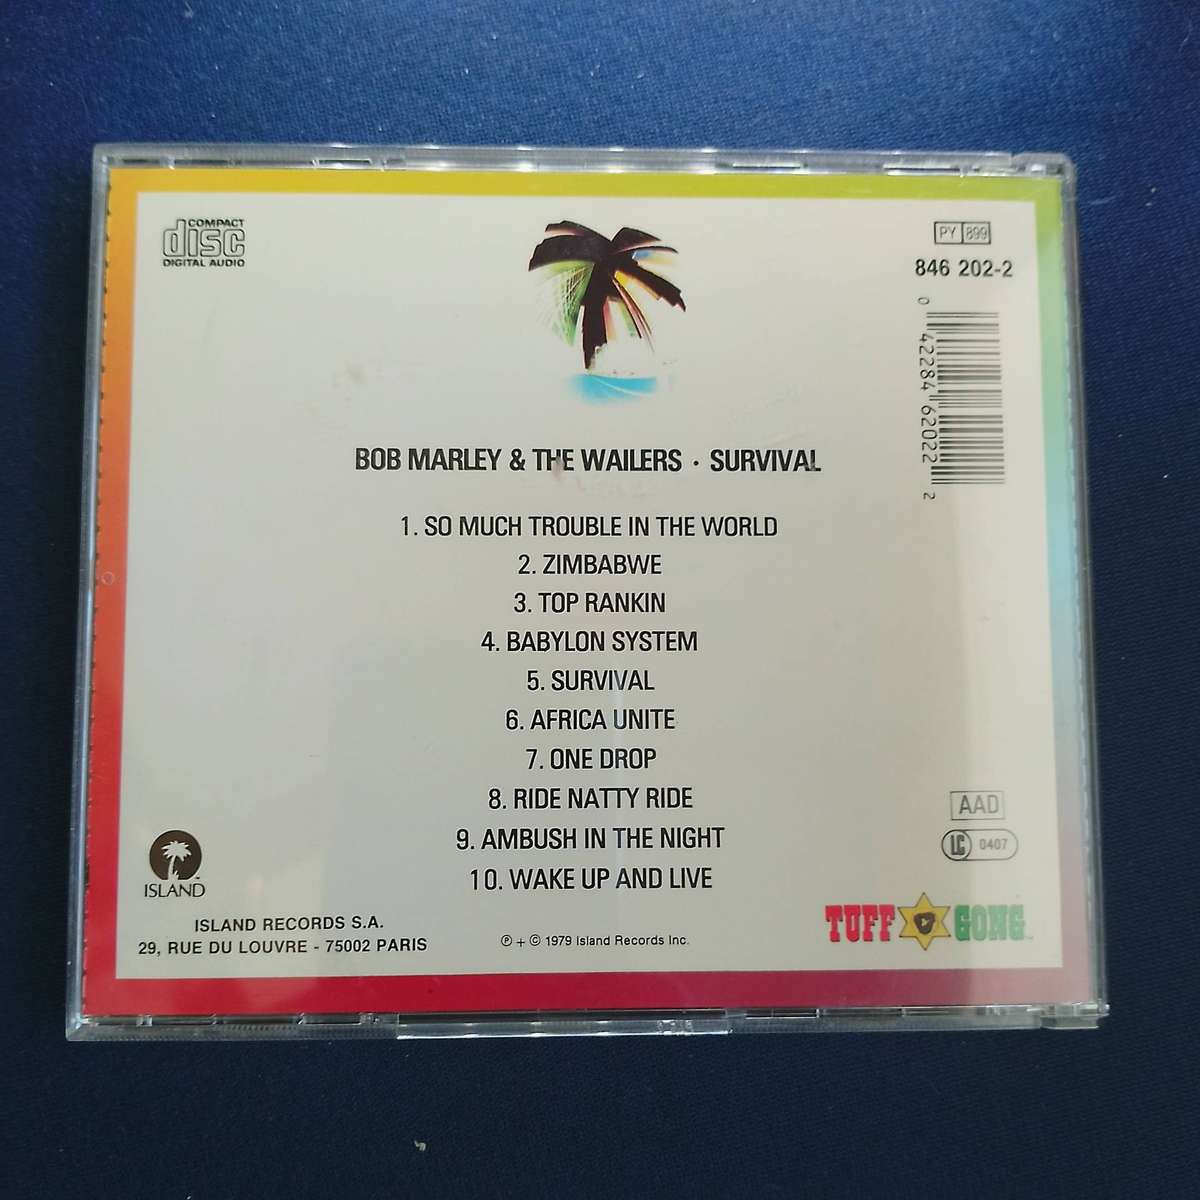 COMPACT
disc
DIGITAL AUDIO
PY 899
846 202-2
0 42284 62022 2
BOB MARLEY & THE WAILERS · SURVIVAL
1. SO MUCH TROUBLE IN THE WORLD
2. ZIMBABWE
3. TOP RANKIN
4. BABYLON SYSTEM
5. SURVIVAL
6. AFRICA UNITE
7. ONE DROP
8. RIDE NATTY RIDE
9. AMBUSH IN THE NIGHT
10. WAKE UP AND LIVE
AAD
LC 0407
ISLAND
ISLAND RECORDS S.A.
29, RUE DU LOUVRE - 75002 PARIS
℗ + © 1979 Island Records Inc.
TUFF GONG